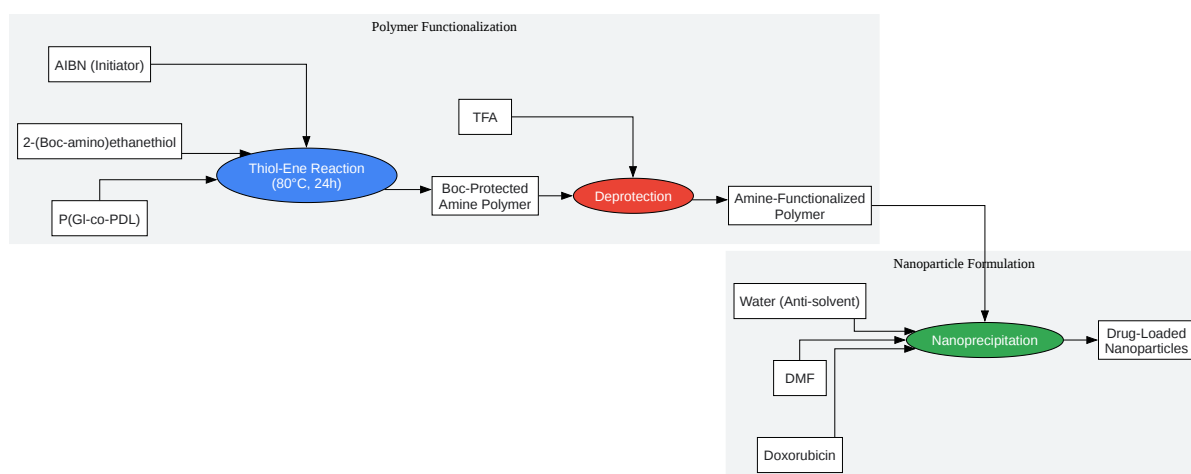 Polymer Functionalization
AIBN (Initiator)
2-(Boc-amino)ethanethiol
P(Gl-co-PDL)
Thiol-Ene Reaction
(80°C, 24h)
TFA
Boc-Protected
Amine Polymer
Deprotection
Amine-Functionalized
Polymer
Nanoparticle Formulation
Water (Anti-solvent)
DMF
Doxorubicin
Nanoprecipitation
Drug-Loaded
Nanoparticles